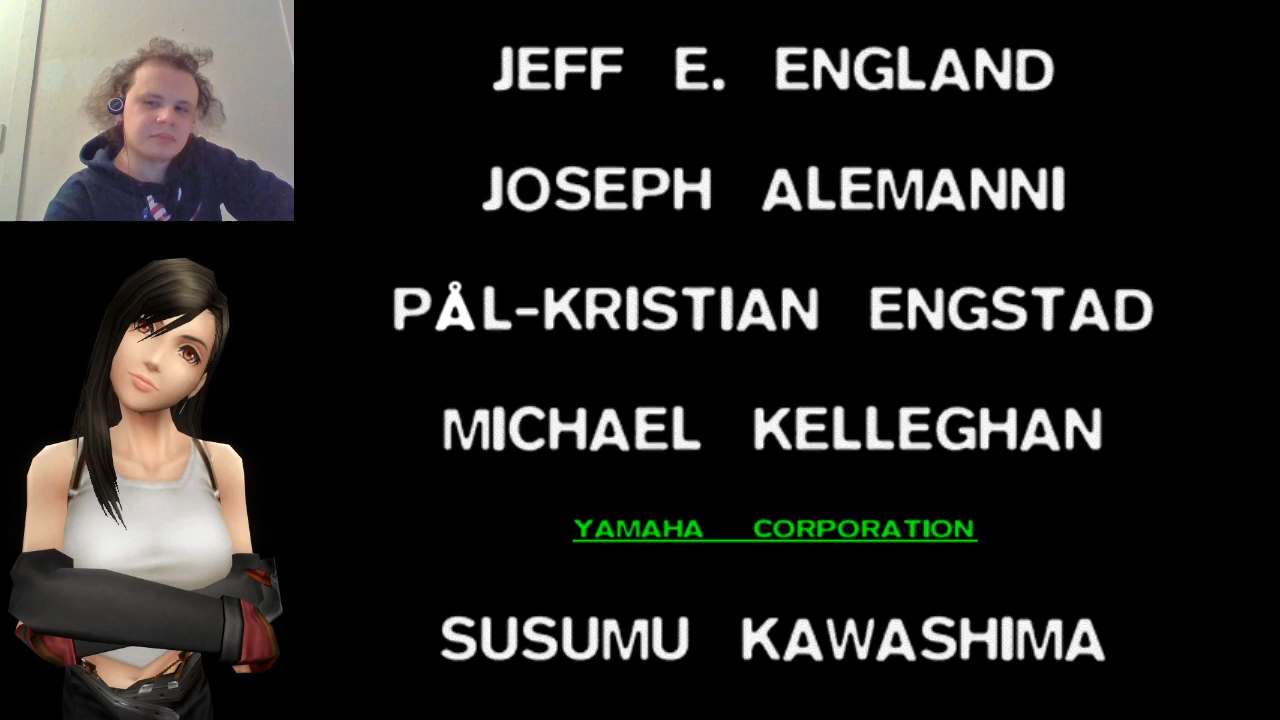 JEFF E. ENGLAND
JOSEPH ALEMANNI
PÅL-KRISTIAN ENGSTAD
MICHAEL KELLEGHAN
YAMAHA CORPORATION
SUSUMU KAWASHIMA